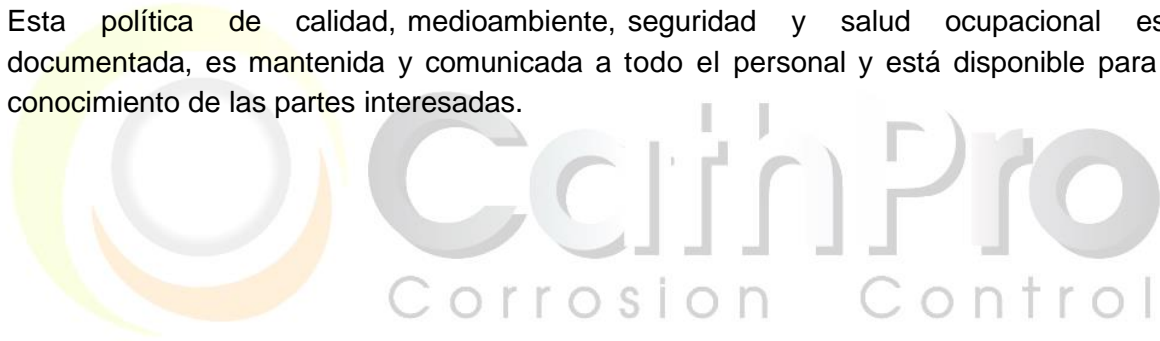 Esta política de calidad, medioambiente, seguridad y salud ocupacional es
documentada, es mantenida y comunicada a todo el personal y está disponible para
conocimiento de las partes interesadas.
CathPro
Corrosion Control